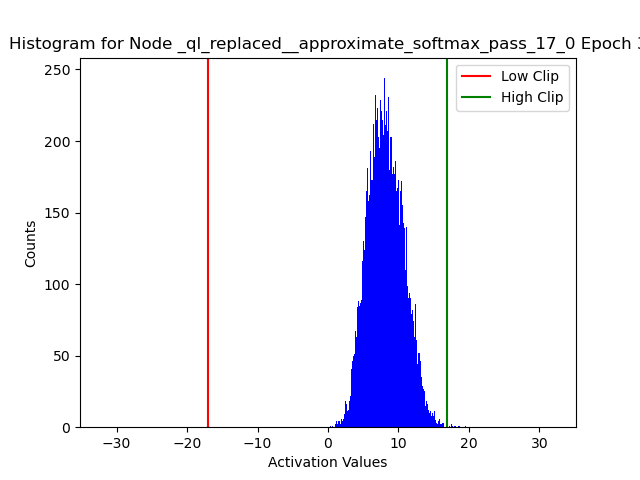 Histogram for Node _ql_replaced__approximate_softmax_pass_17_0 Epoch
Low Clip
High Clip
250
200
150
100
50
0
Counts
−30
−20
−10
0
10
20
30
Activation Values